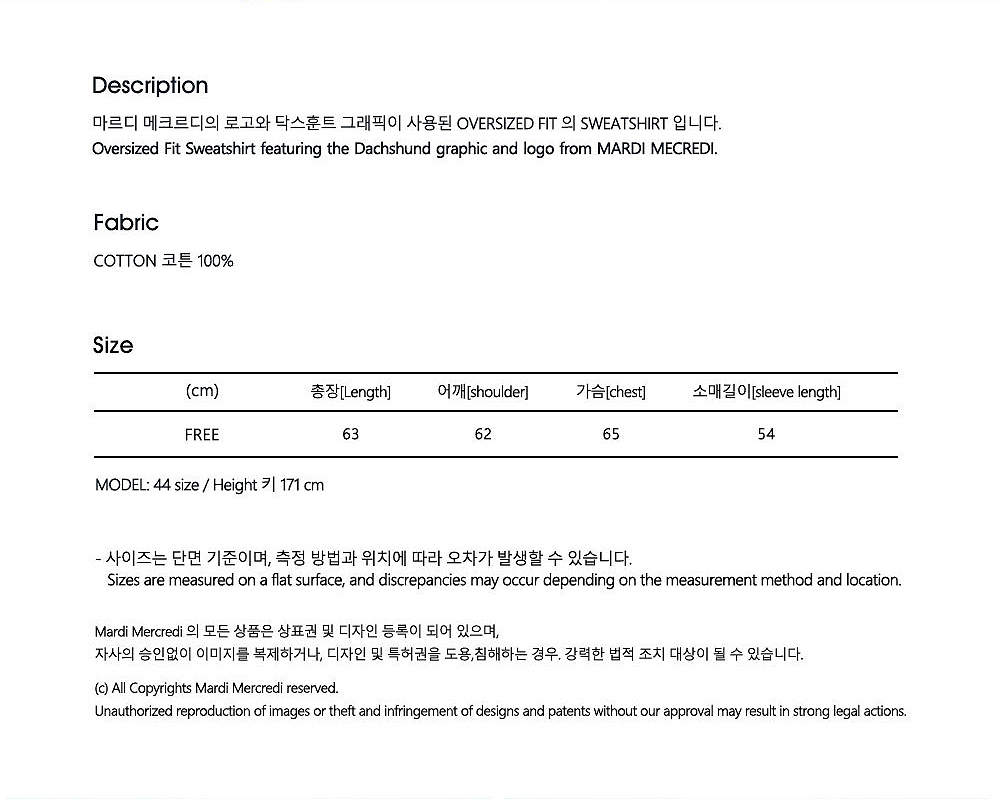 Description
마르디 메크르디의 로고와 닥스훈트 그래픽이 사용된 OVERSIZED FIT 의 SWEATSHIRT 입니다.
Oversized Fit Sweatshirt featuring the Dachshund graphic and logo from MARDI MECREDI.
Fabric
COTTON 코튼 100%
Size
(cm) 총장[Length] 어깨[shoulder] 가슴[chest] 소매길이[sleeve length]
FREE 63 62 65 54
MODEL: 44 size / Height 키 171 cm
- 사이즈는 단면 기준이며, 측정 방법과 위치에 따라 오차가 발생할 수 있습니다.
Sizes are measured on a flat surface, and discrepancies may occur depending on the measurement method and location.
Mardi Mercredi 의 모든 상품은 상표권 및 디자인 등록이 되어 있으며,
자사의 승인없이 이미지를 복제하거나, 디자인 및 특허권을 도용,침해하는 경우. 강력한 법적 조치 대상이 될 수 있습니다.
(c) All Copyrights Mardi Mercredi reserved.
Unauthorized reproduction of images or theft and infringement of designs and patents without our approval may result in strong legal actions.